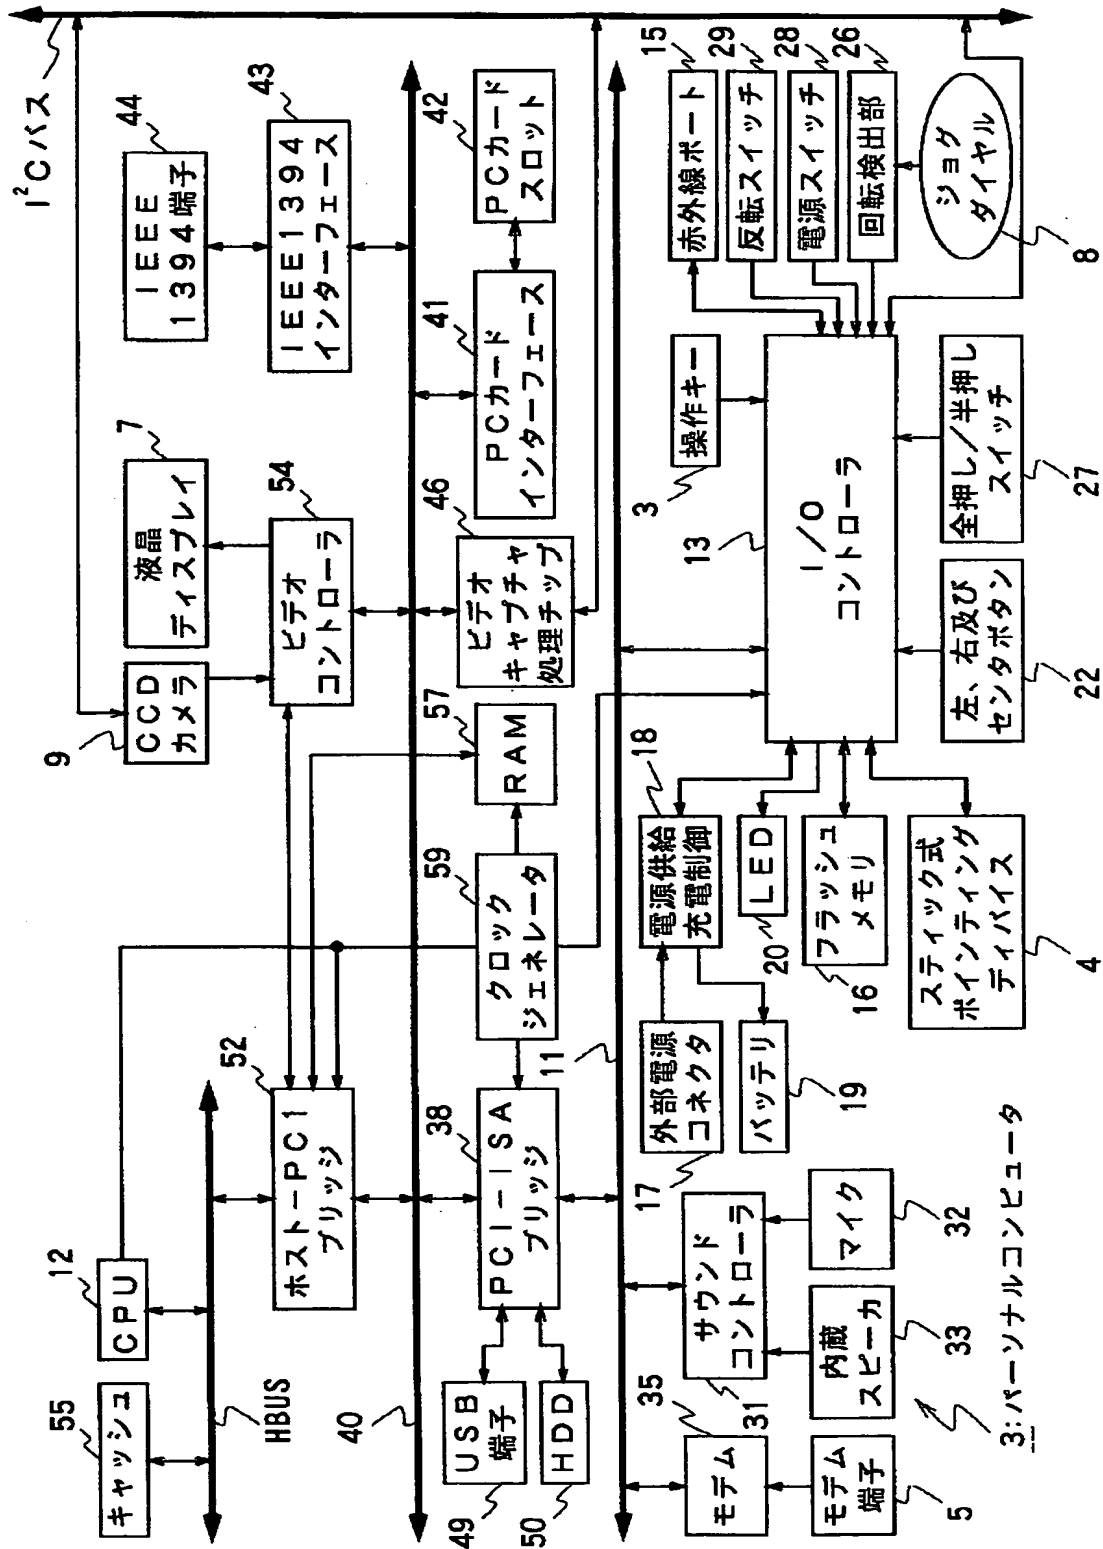 I²Cバス
44
IEEE
1394端子
43
IEEE1394
インターフェース
42
PCカード
スロット
41
PCカード
インターフェース
7
液晶
ディスプレイ
54
ビデオ
コントローラ
46
ビデオ
キャプチャ
処理チップ
9
CCD
カメラ
57
RAM
59
クロック
ジェネレータ
52
ホスト−PCI
ブリッジ
38
PCI−ISA
ブリッジ
12
CPU
55
キャッシュ
HBUS
40
11
USB
端子
49
HDD
50
15
赤外線ポート
29
反転スイッチ
28
電源スイッチ
26
回転検出部
ジョグ
ダイヤル
8
操作キー
3
13
I/O
コントローラ
全押し/半押し
スイッチ
27
左、右及び
センタボタン
22
18
電源供給
充電制御
LED
20
フラッシュ
メモリ
16
スティック式
ポインティング
ディバイス
4
外部電源
コネクタ
17
バッテリ
19
サウンド
コントローラ
31
マイク
32
内蔵
スピーカ
33
35
モデム
モデム
端子
5
3:パーソナルコンピュータ